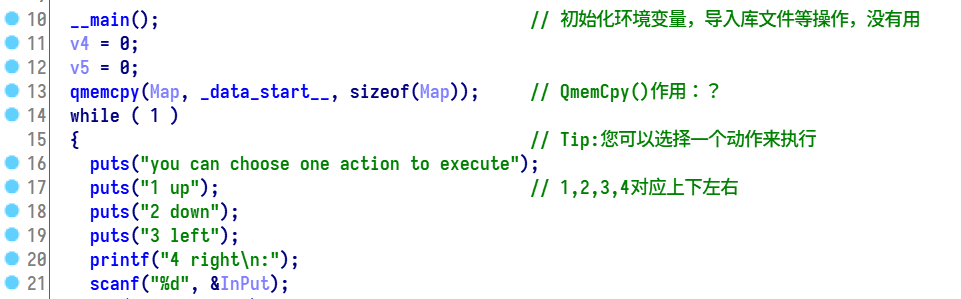 10 __main(); // 初始化环境变量，导入库文件等操作，没有用
11 v4 = 0;
12 v5 = 0;
13 qmemcpy(Map, _data_start__, sizeof(Map)); // QmemCpy()作用：？
14 while ( 1 )
15 { // Tip:您可以选择一个动作来执行
16 puts("you can choose one action to execute");
17 puts("1 up"); // 1,2,3,4对应上下左右
18 puts("2 down");
19 puts("3 left");
20 printf("4 right\n:");
21 scanf("%d", &InPut);